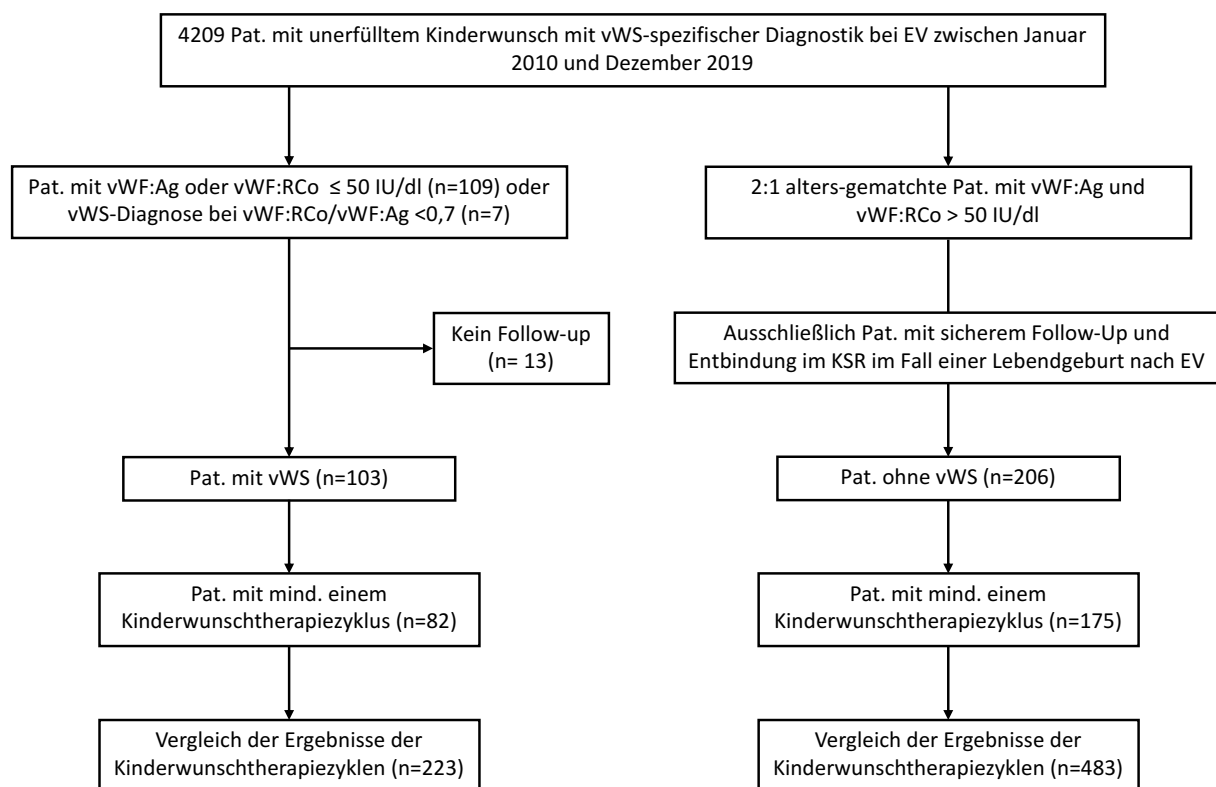 4209 Pat. mit unerfülltem Kinderwunsch mit vWS-spezifischer Diagnostik bei EV zwischen Januar
2010 und Dezember 2019
Pat. mit vWF:Ag oder vWF:RCo ≤ 50 IU/dl (n=109) oder
vWS-Diagnose bei vWF:RCo/vWF:Ag <0,7 (n=7)
2:1 alters-gematchte Pat. mit vWF:Ag und
vWF:RCo > 50 IU/dl
Kein Follow-up
(n= 13)
Ausschließlich Pat. mit sicherem Follow-Up und
Entbindung im KSR im Fall einer Lebendgeburt nach EV
Pat. mit vWS (n=103)
Pat. ohne vWS (n=206)
Pat. mit mind. einem
Kinderwunschtherapiezyklus (n=82)
Pat. mit mind. einem
Kinderwunschtherapiezyklus (n=175)
Vergleich der Ergebnisse der
Kinderwunschtherapiezyklen (n=223)
Vergleich der Ergebnisse der
Kinderwunschtherapiezyklen (n=483)